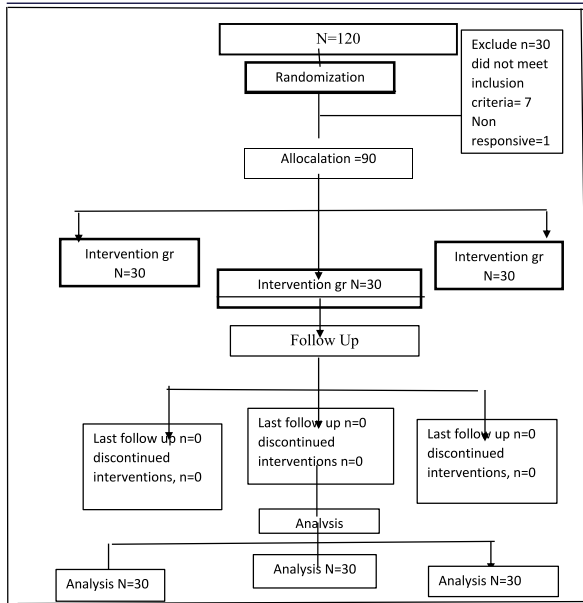 N=120
Randomization
Exclude n=30
did not meet
inclusion
criteria= 7
Non
responsive=1
Allocalation =90
Intervention gr
N=30
Intervention gr N=30
Intervention gr
N=30
Follow Up
Last follow up n=0
discontinued
interventions, n=0
Last follow up n=0
discontinued
interventions n=0
Last follow up n=0
discontinued
interventions, n=0
Analysis
Analysis N=30
Analysis N=30
Analysis N=30